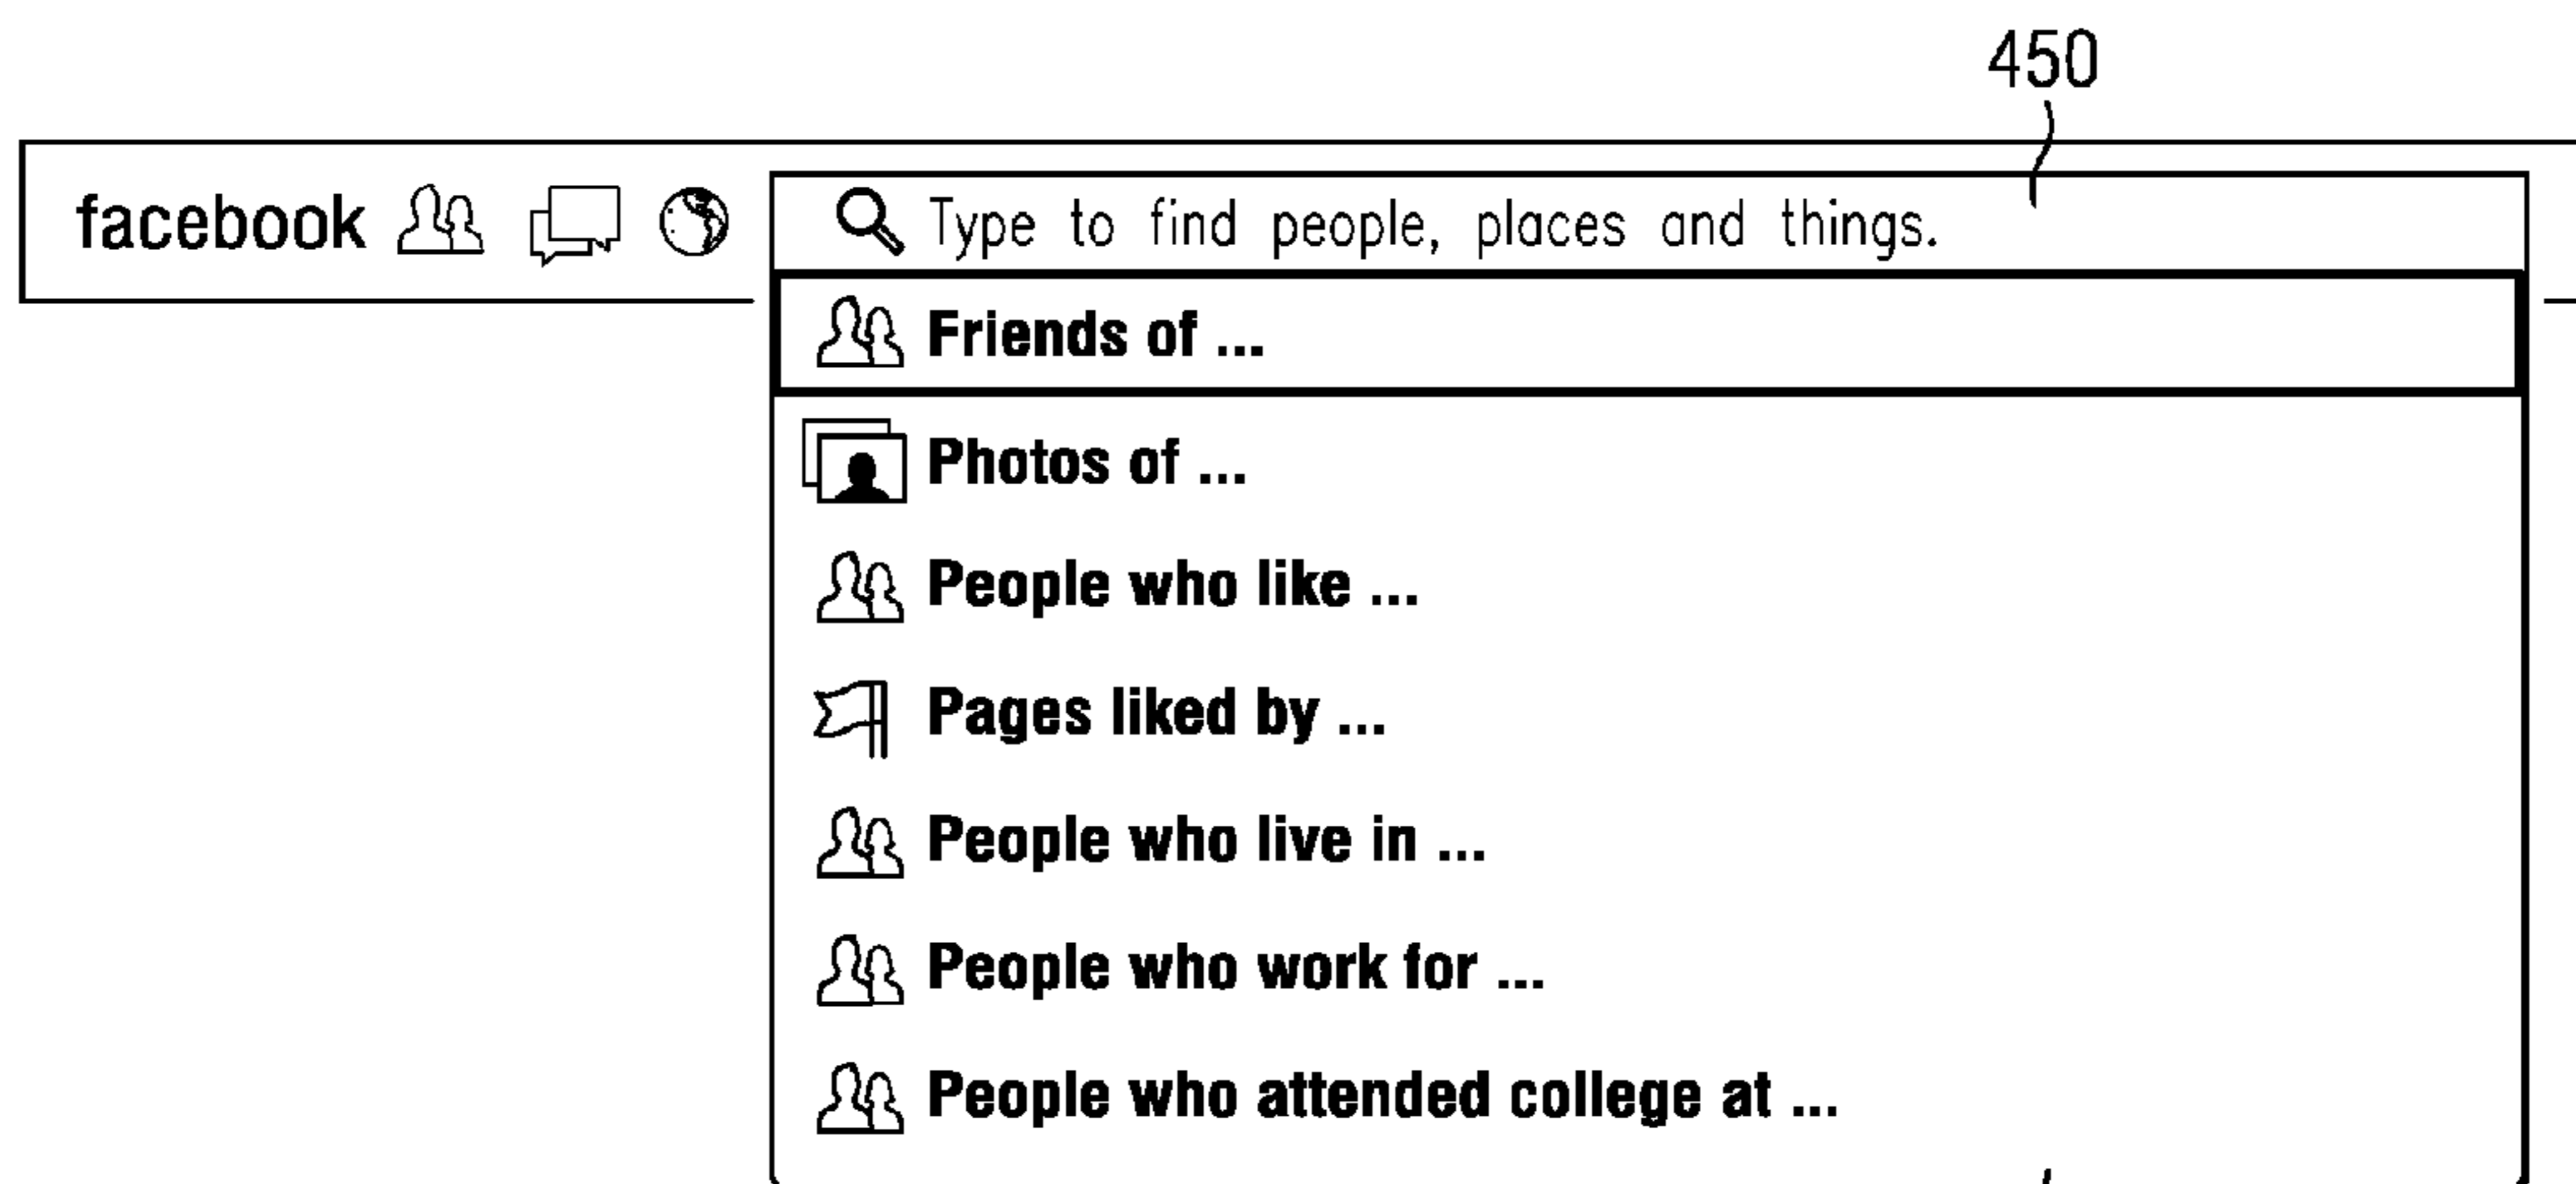 450
facebook Type to find people, places and things.
Friends of ...
Photos of ...
People who like ...
Pages liked by ...
People who live in ...
People who work for ...
People who attended college at ...